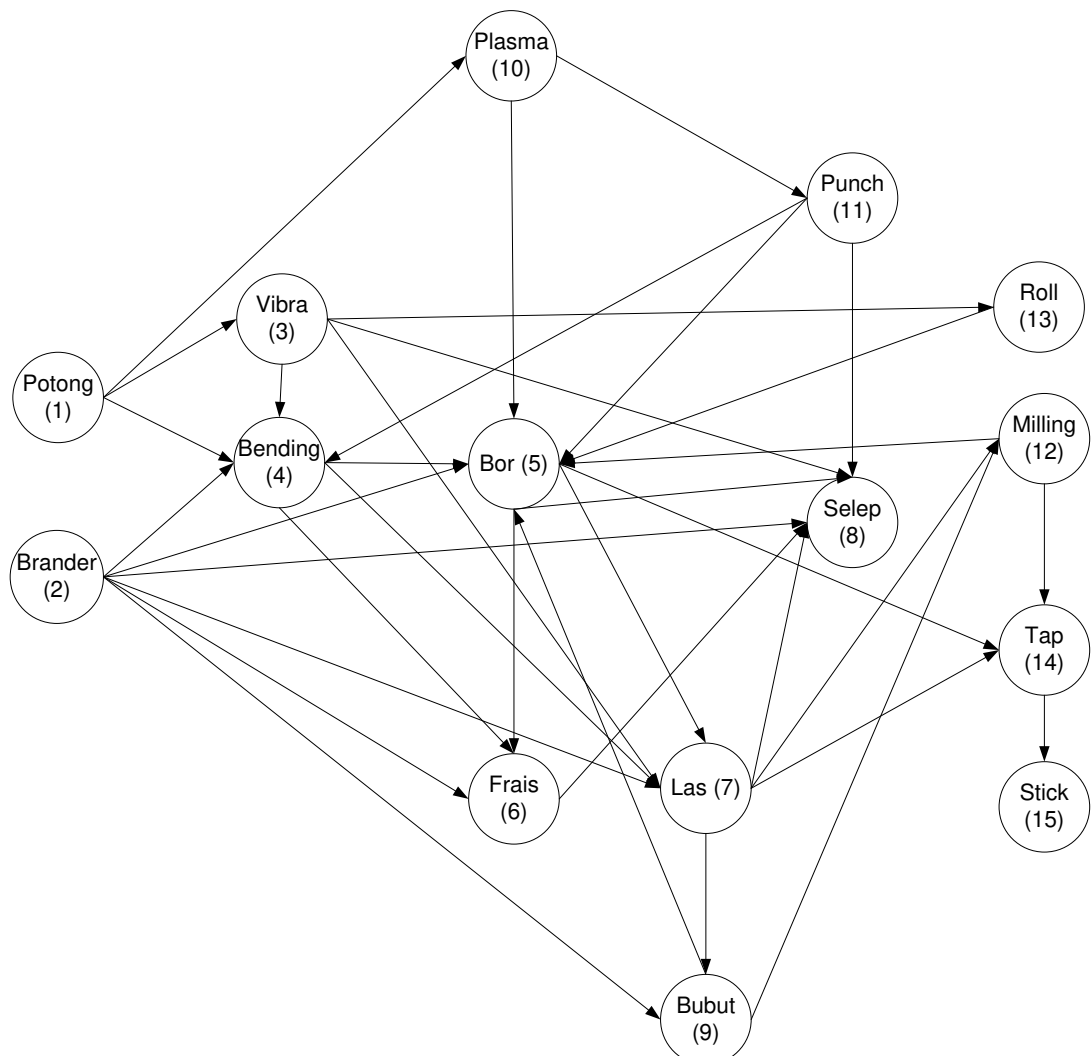 Plasma
(10)
Punch
(11)
Vibra
(3)
Roll
(13)
Potong
(1)
Bending
(4)
Bor (5)
Milling
(12)
Selep
(8)
Brander
(2)
Tap
(14)
Frais
(6)
Las (7)
Stick
(15)
Bubut
(9)